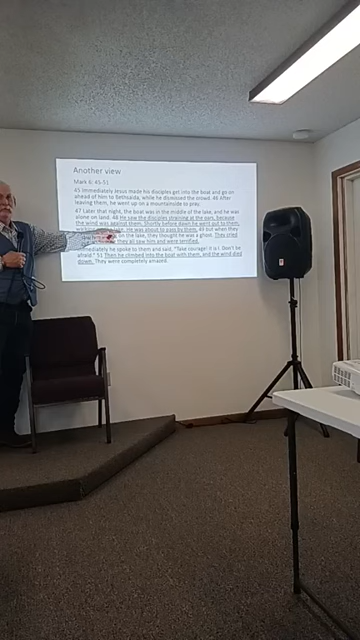 Another view
Mark 6: 45-51
45 Immediately Jesus made his disciples get into the boat and go on
ahead of him to Bethsaida, while he dismissed the crowd. 46 After
leaving them, he went up on a mountainside to pray.
47 Later that night, the boat was in the middle of the lake, and he was
alone on land. 48 He saw the disciples straining at the oars, because
the wind was against them. Shortly before dawn he went out to them,
lake. He was about to pass by them, 49 but when they
on the lake, they thought he was a ghost. They cried
they all saw him and were terrified.
mmediately he spoke to them and said, "Take courage! It is I. Don't be
afraid." 51 Then he climbed into the boat with them, and the wind died
down. They were completely amazed.